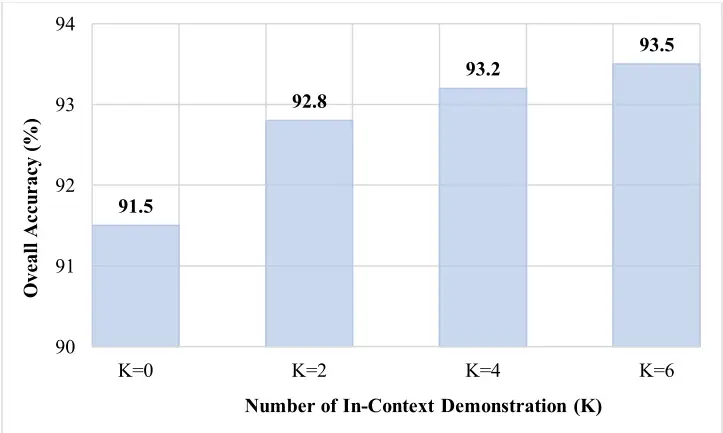 94
93
92
91
90
Oveall Accuracy (%)
91.5
92.8
93.2
93.5
K=0
K=2
K=4
K=6
Number of In-Context Demonstration (K)